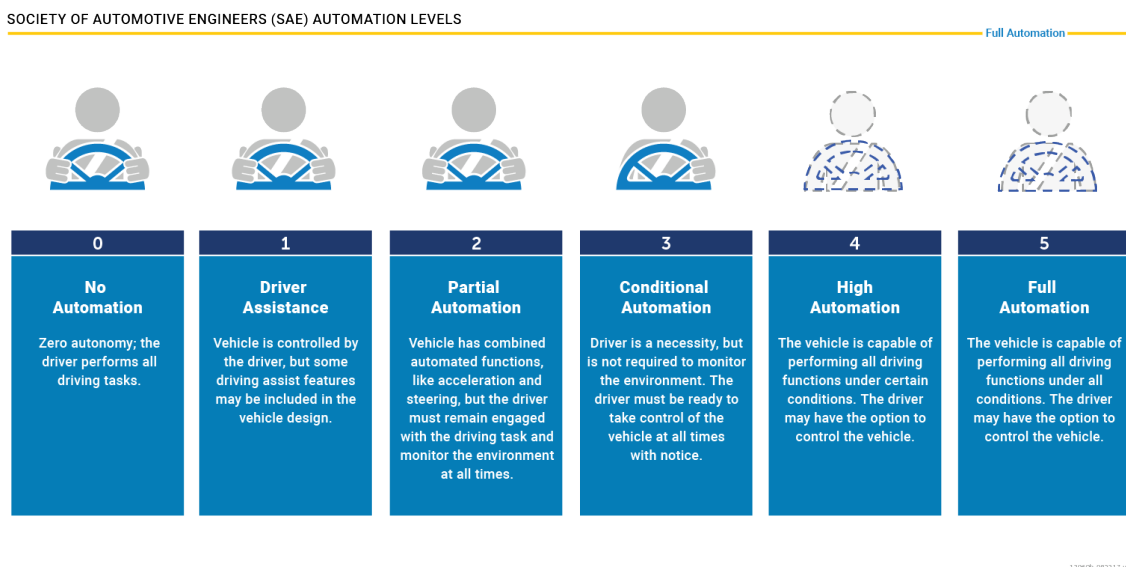 SOCIETY OF AUTOMOTIVE ENGINEERS (SAE) AUTOMATION LEVELS
Full Automation
0
No
Automation
Zero autonomy; the
driver performs all
driving tasks.
1
Driver
Assistance
Vehicle is controlled by
the driver, but some
driving assist features
may be included in the
vehicle design.
2
Partial
Automation
Vehicle has combined
automated functions,
like acceleration and
steering, but the driver
must remain engaged
with the driving task and
monitor the environment
at all times.
3
Conditional
Automation
Driver is a necessity, but
is not required to monitor
the environment. The
driver must be ready to
take control of the
vehicle at all times
with notice.
4
High
Automation
The vehicle is capable of
performing all driving
functions under certain
conditions. The driver
may have the option to
control the vehicle.
5
Full
Automation
The vehicle is capable of
performing all driving
functions under all
conditions. The driver
may have the option to
control the vehicle.